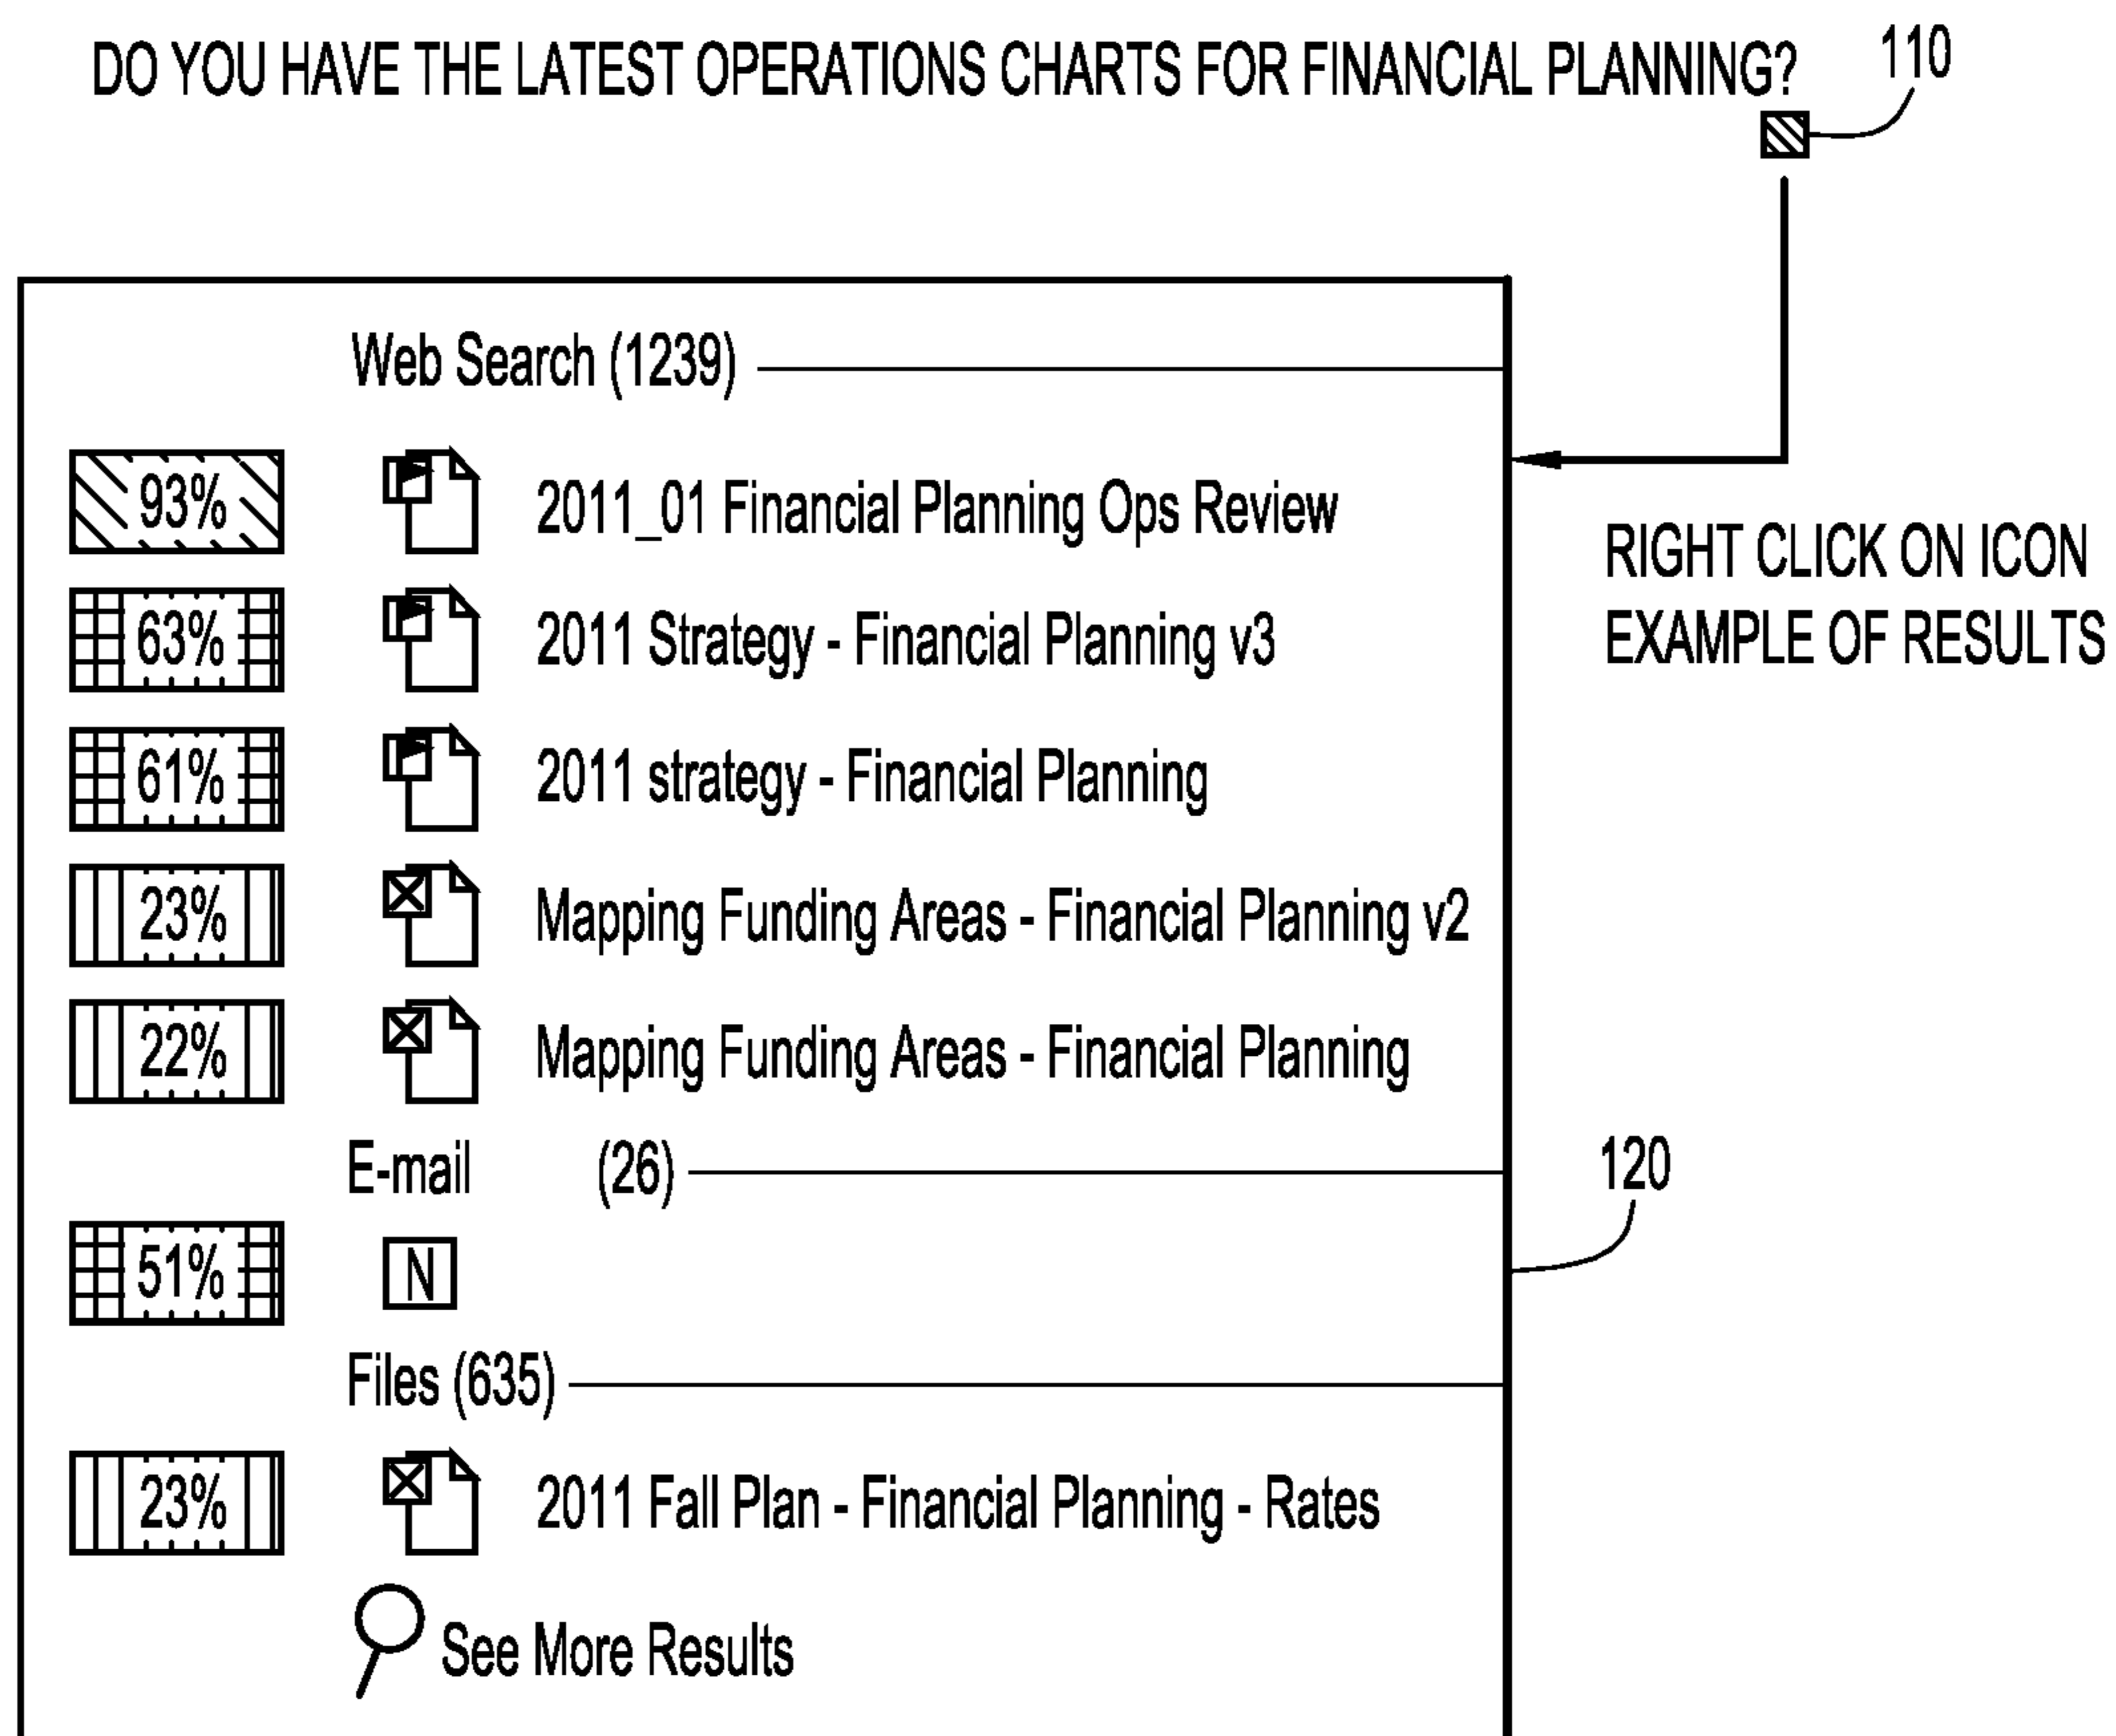 DO YOU HAVE THE LATEST OPERATIONS CHARTS FOR FINANCIAL PLANNING?
110
Web Search (1239)
93% 2011_01 Financial Planning Ops Review
RIGHT CLICK ON ICON
EXAMPLE OF RESULTS
63% 2011 Strategy - Financial Planning v3
61% 2011 strategy - Financial Planning
23% Mapping Funding Areas - Financial Planning v2
22% Mapping Funding Areas - Financial Planning
E-mail (26)
120
51% N
Files (635)
23% 2011 Fall Plan - Financial Planning - Rates
See More Results